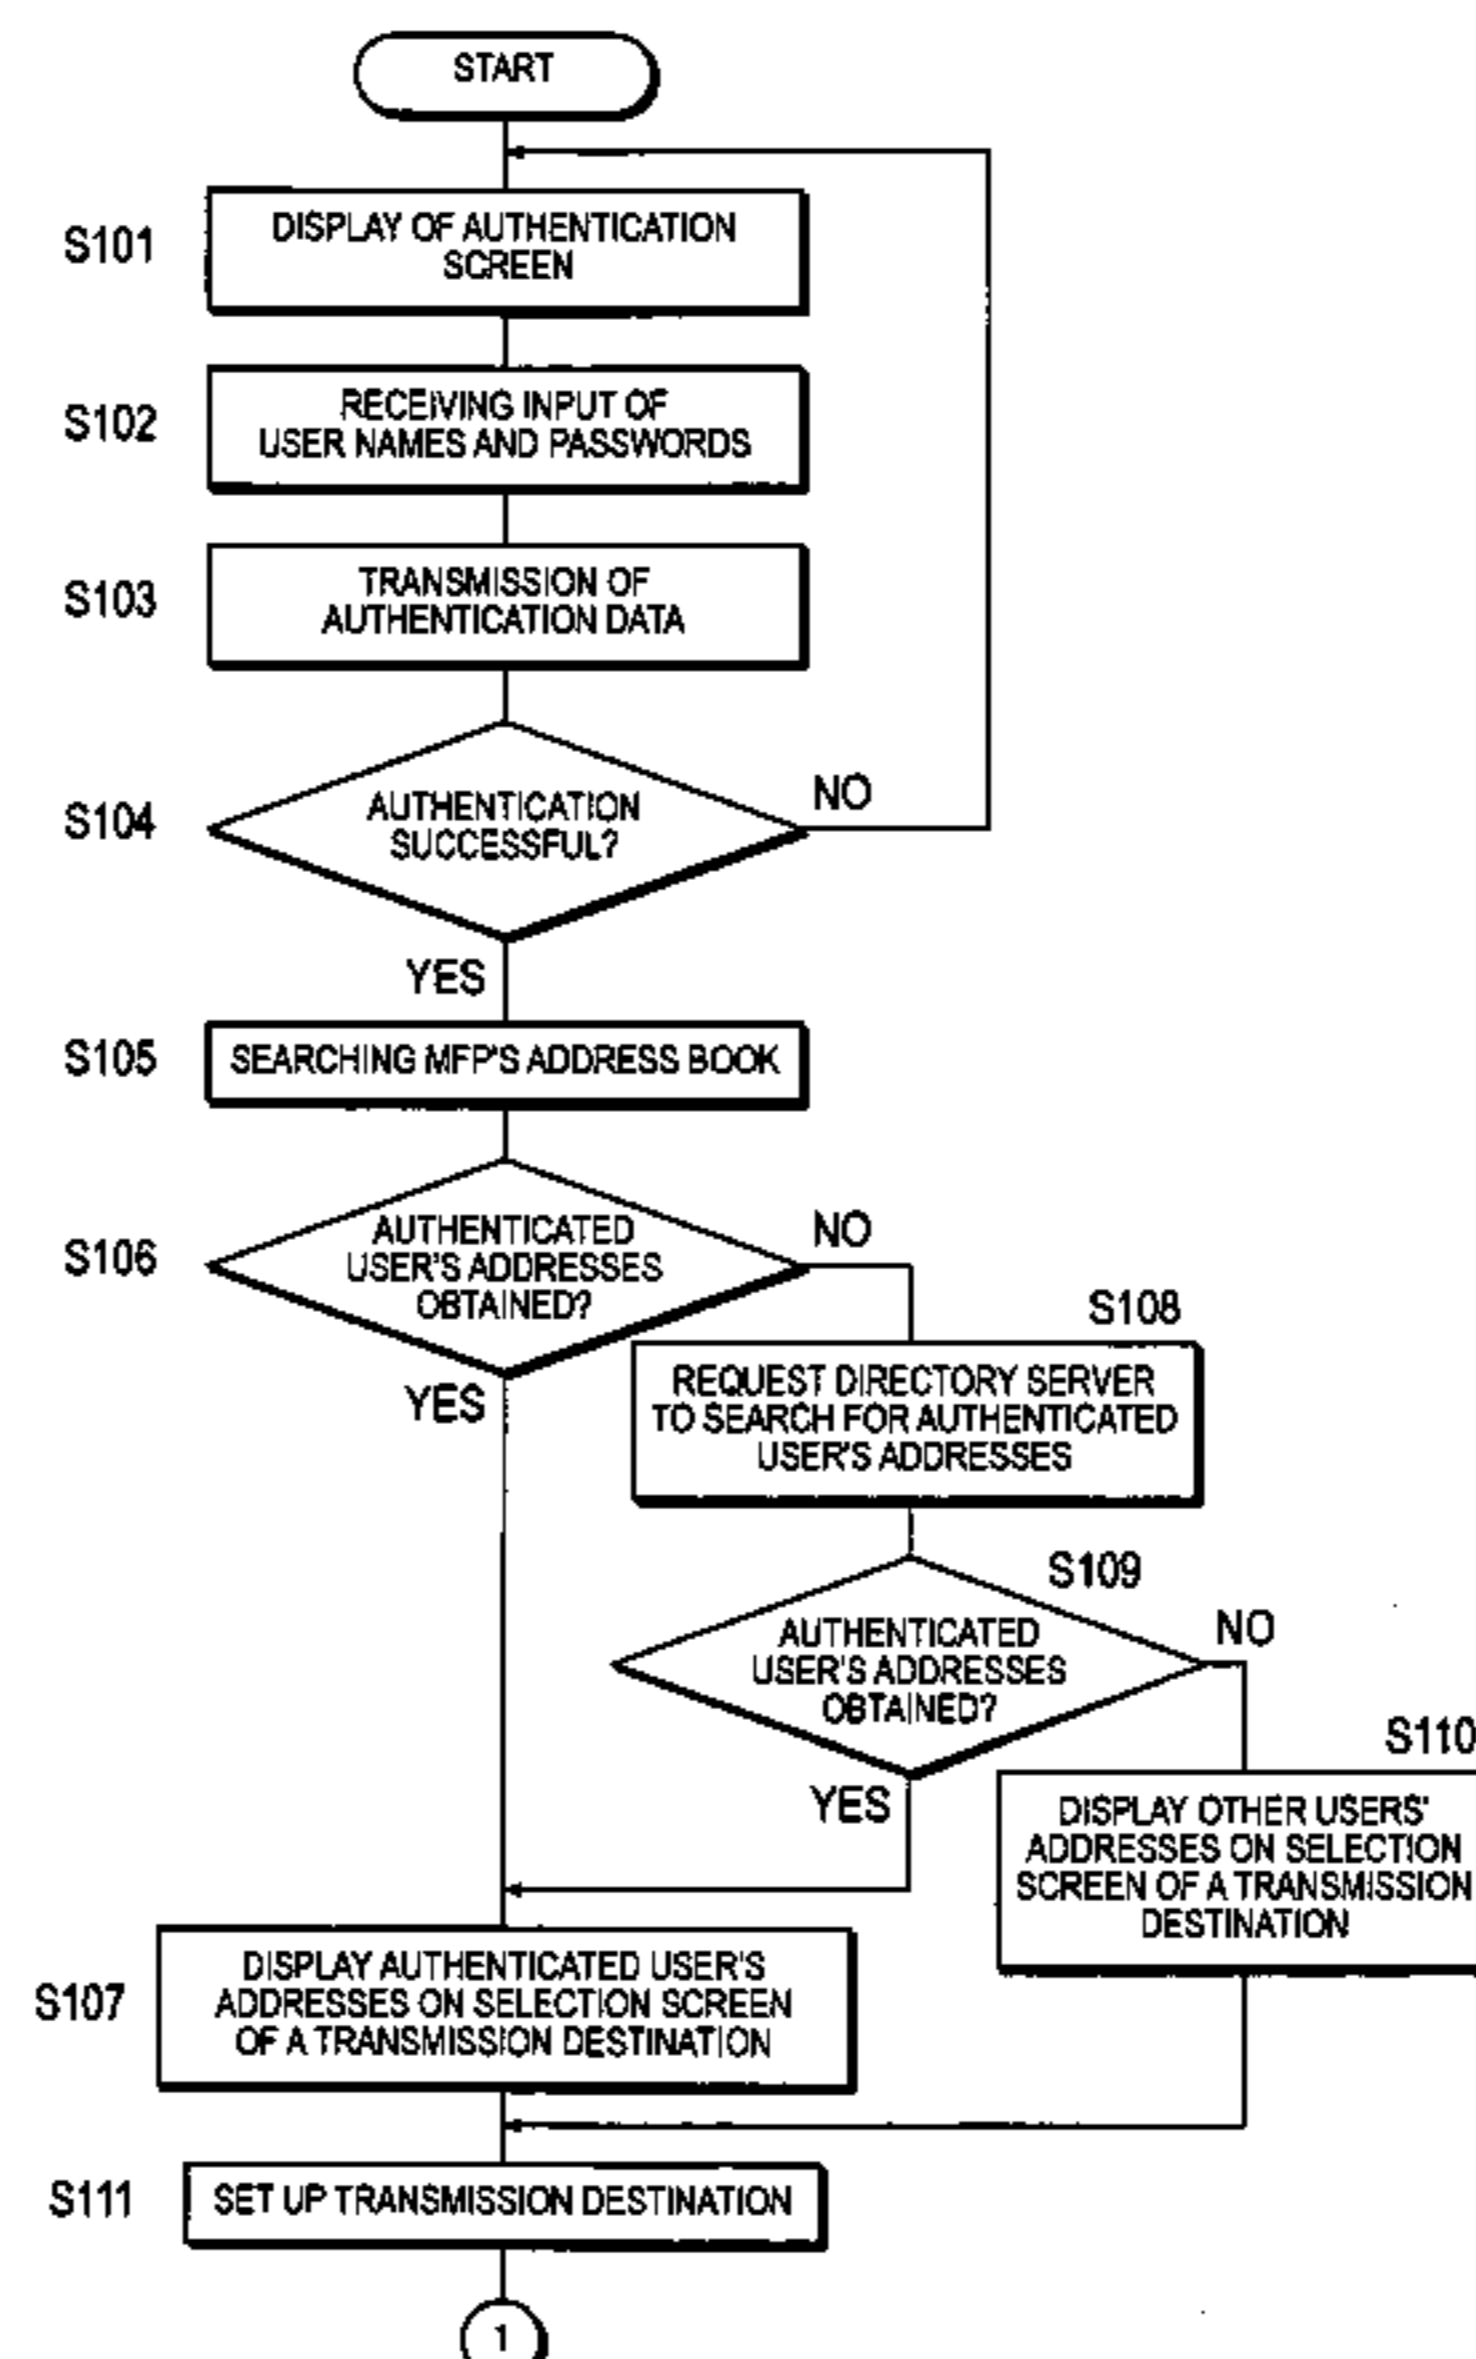 START
S101
DISPLAY OF AUTHENTICATION
SCREEN
S102
RECEIVING INPUT OF
USER NAMES AND PASSWORDS
S103
TRANSMISSION OF
AUTHENTICATION DATA
S104
AUTHENTICATION
SUCCESSFUL?
NO
YES
S105
SEARCHING MFP'S ADDRESS BOOK
S106
AUTHENTICATED
USER'S ADDRESSES
OBTAINED?
NO
YES
S108
REQUEST DIRECTORY SERVER
TO SEARCH FOR AUTHENTICATED
USER'S ADDRESSES
S109
AUTHENTICATED
USER'S ADDRESSES
OBTAINED?
NO
YES
S110
DISPLAY OTHER USERS'
ADDRESSES ON SELECTION
SCREEN OF A TRANSMISSION
DESTINATION
S107
DISPLAY AUTHENTICATED USER'S
ADDRESSES ON SELECTION SCREEN
OF A TRANSMISSION DESTINATION
S111
SET UP TRANSMISSION DESTINATION
1